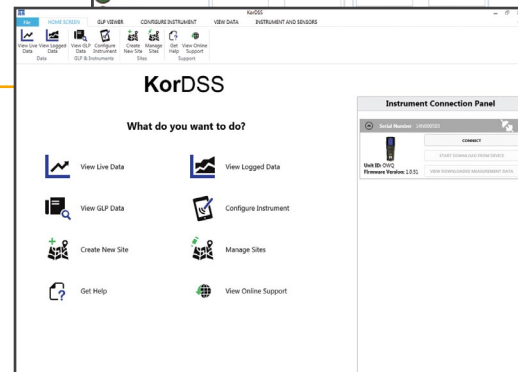 KorDSS
File HOME SCREEN GLP VIEWER CONFIGURE INSTRUMENT VIEW DATA INSTRUMENT AND SENSORS
View Live Data
View Logged Data
View GLP Data
Configure Instrument
Create New Site
Manage Sites
Get Help
View Online Support
Data GLP & Instruments Sites Support
KorDSS
What do you want to do?
View Live Data
View Logged Data
View GLP Data
Configure Instrument
Create New Site
Manage Sites
Get Help
View Online Support
Instrument Connection Panel
Serial Number
CONNECT
START DOWNLOAD FROM DEVICE
VIEW DOWNLOADED MEASUREMENT DATA
Unit ID: OWQ
Firmware Version: 1.0.51